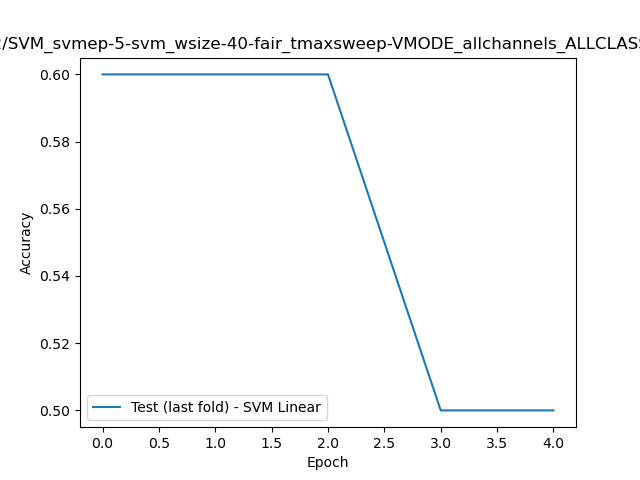 /SVM_svmep-5-svm_wsize-40-fair_tmaxsweep-VMODE_allchannels_ALLCLAS
0.60
0.58
0.56
0.54
0.52
0.50
Accuracy
Test (last fold) - SVM Linear
0.0 0.5 1.0 1.5 2.0 2.5 3.0 3.5 4.0
Epoch